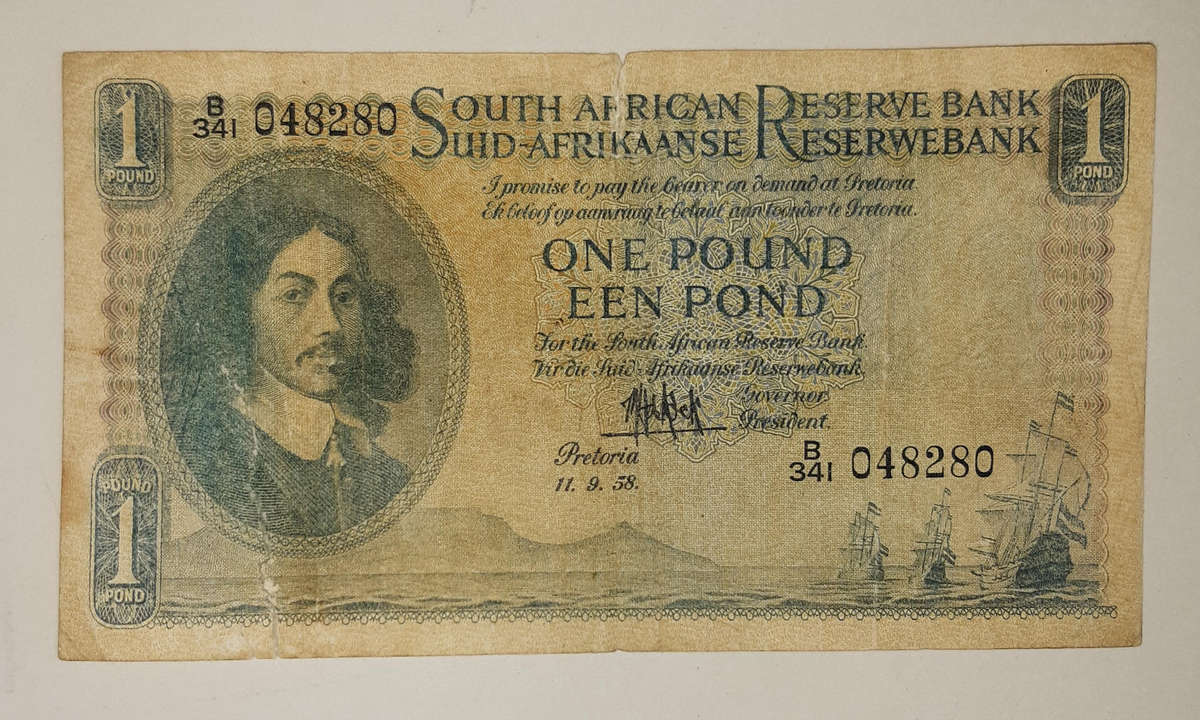 1
POUND
B/341 048280
SOUTH AFRICAN RESERVE BANK
SUID-AFRIKAANSE RESERWEBANK
1
POND
I promise to pay the bearer on demand at Pretoria
Ek beloof op aanvraag te betaal aan toonder te Pretoria.
ONE POUND
EEN POND
For the South African Reserve Bank
Vir die Suid-Afrikaanse Reserwebank
Governor
President.
Pretoria
11. 9. 58.
B/341 048280
POUND
1
POND